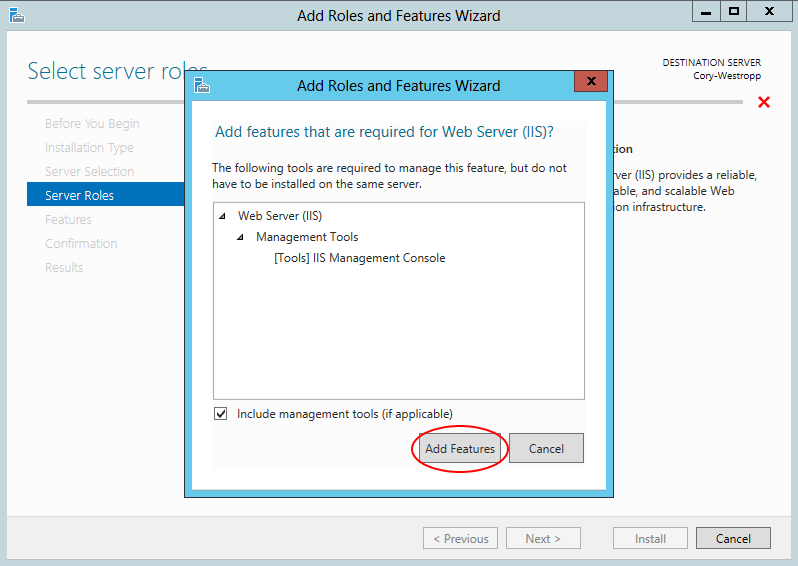 Add Roles and Features Wizard
Select server roles
DESTINATION SERVER
Cory-Westropp
Before You Begin
Installation Type
Server Selection
Server Roles
Features
Confirmation
Results
Add Roles and Features Wizard
Add features that are required for Web Server (IIS)?
The following tools are required to manage this feature, but do not
have to be installed on the same server.
Web Server (IIS)
Management Tools
[Tools] IIS Management Console
Include management tools (if applicable)
Add Features
Cancel
(IIS) provides a reliable,
and scalable Web
infrastructure.
< Previous
Next >
Install
Cancel